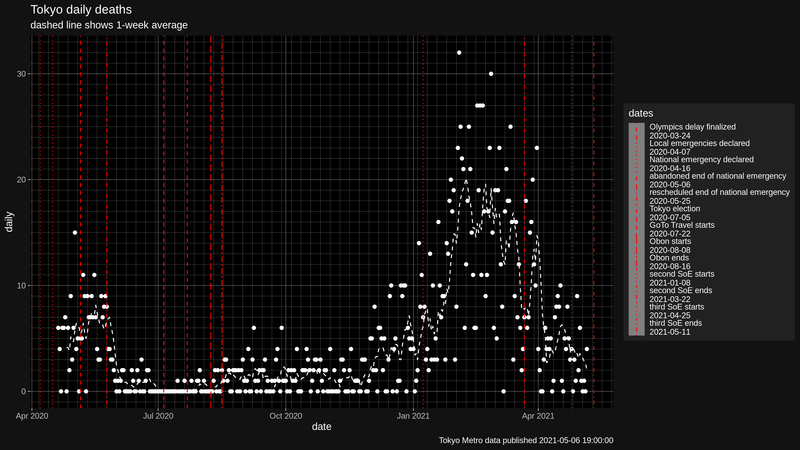 Tokyo daily deaths
dashed line shows 1-week average
daily
30
20
10
0
Apr 2020
Jul 2020
Oct 2020
Jan 2021
Apr 2021
date
Tokyo Metro data published 2021-05-06 19:00:00
dates
Olympics delay finalized
2020-03-24
Local emergencies declared
2020-04-07
National emergency declared
2020-04-16
abandoned end of national emergency
2020-05-06
rescheduled end of national emergency
2020-05-25
Tokyo election
2020-07-05
GoTo Travel starts
2020-07-22
Obon starts
2020-08-08
Obon ends
2020-08-16
second SoE starts
2021-01-08
second SoE ends
2021-03-22
third SoE starts
2021-04-25
third SoE ends
2021-05-11